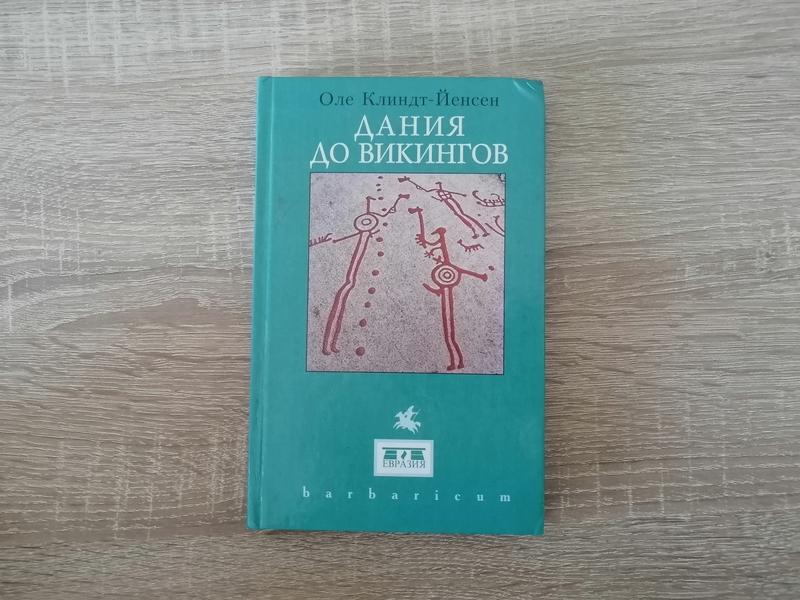 Оле Клиндт-Йенсен
ДАНИЯ
ДО ВИКИНГОВ
ЕВРАЗИЯ
barbaricum